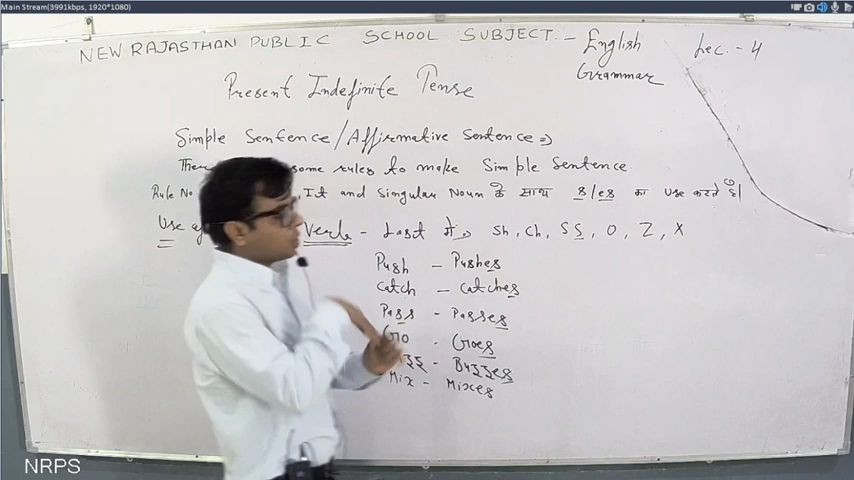 Main Stream(3991kbps, 1920*1080)
NEW RAJASTHAN PUBLIC SCHOOL SUBJECT - English Lec. - 4
Grammar
Present Indefinite Tense
Simple Sentence/Affirmative Sentence ⇒
some rules to make Simple Sentence.
Rule No It and Singular Noun के साथ s/es का use करते है।
Use Verb - Last में Sh, Ch, SS, O, Z, X
Push - Pushes
Catch - Catches
Pass - Passes
Go - Goes
- Buzzes
Mix - Mixes
NRPS